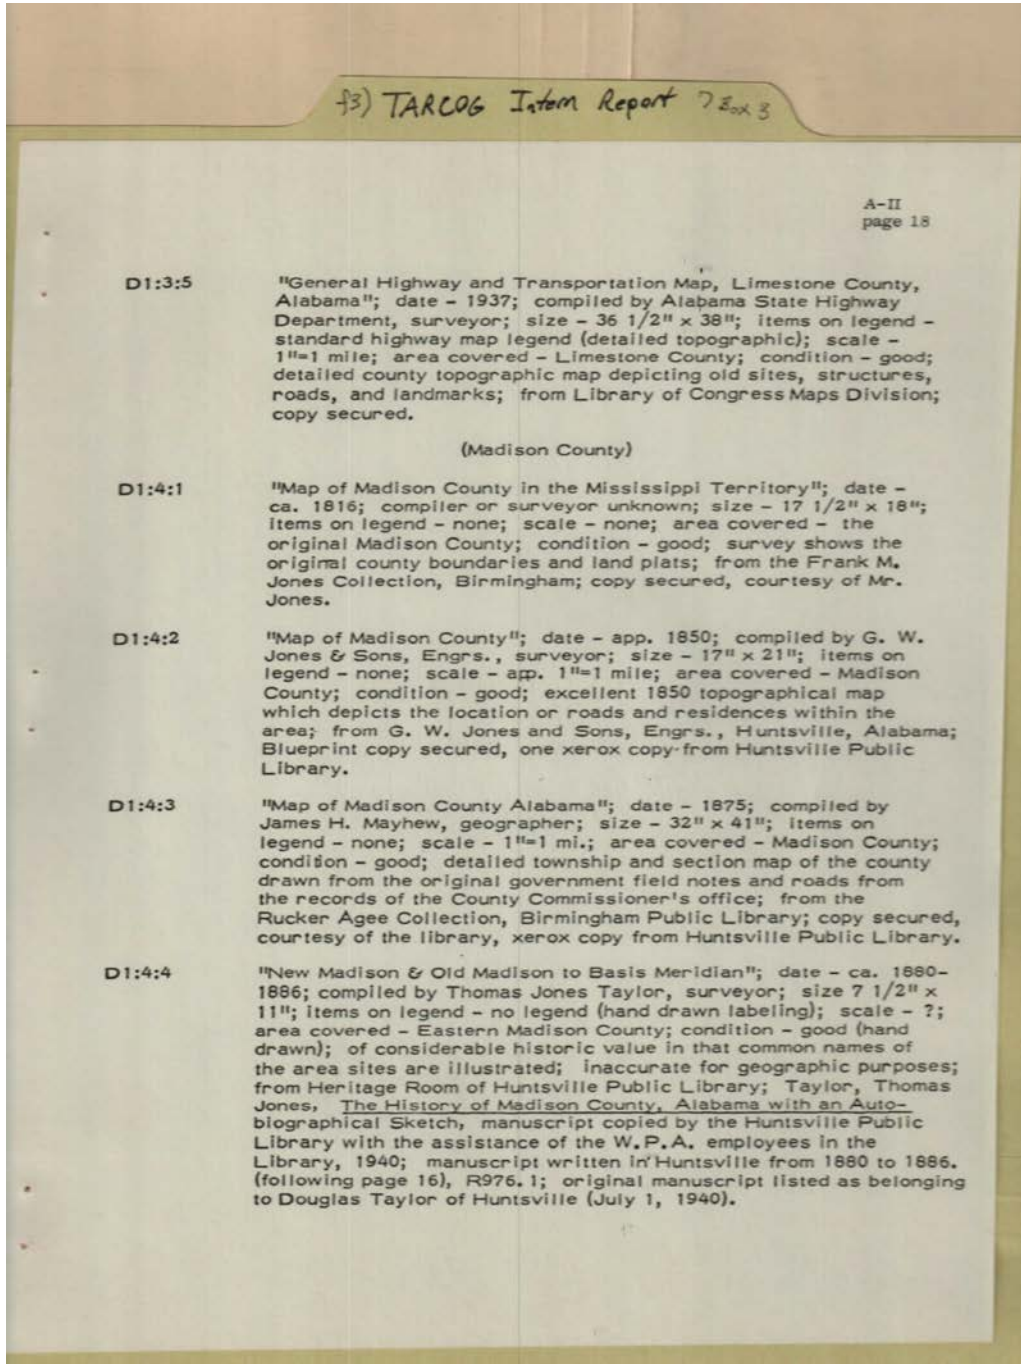 f3) TARCOG Intern Report 7 Box 3
A-II
page 18
D1:3:5 "General Highway and Transportation Map, Limestone County,
Alabama"; date - 1937; compiled by Alabama State Highway
Department, surveyor; size - 36 1/2" x 38"; items on legend -
standard highway map legend (detailed topographic); scale -
1"=1 mile; area covered - Limestone County; condition - good;
detailed county topographic map depicting old sites, structures,
roads, and landmarks; from Library of Congress Maps Division;
copy secured.
(Madison County)
D1:4:1 "Map of Madison County in the Mississippi Territory"; date -
ca. 1816; compiler or surveyor unknown; size - 17 1/2" x 18";
items on legend - none; scale - none; area covered - the
original Madison County; condition - good; survey shows the
original county boundaries and land plats; from the Frank M.
Jones Collection, Birmingham; copy secured, courtesy of Mr.
Jones.
D1:4:2 "Map of Madison County"; date - app. 1850; compiled by G. W.
Jones & Sons, Engrs., surveyor; size - 17" x 21"; items on
legend - none; scale - app. 1"=1 mile; area covered - Madison
County; condition - good; excellent 1850 topographical map
which depicts the location or roads and residences within the
area; from G. W. Jones and Sons, Engrs., Huntsville, Alabama;
Blueprint copy secured, one xerox copy from Huntsville Public
Library.
D1:4:3 "Map of Madison County Alabama"; date - 1875; compiled by
James H. Mayhew, geographer; size - 32" x 41"; items on
legend - none; scale - 1"=1 mi.; area covered - Madison County;
condition - good; detailed township and section map of the county
drawn from the original government field notes and roads from
the records of the County Commissioner's office; from the
Rucker Agee Collection, Birmingham Public Library; copy secured,
courtesy of the library, xerox copy from Huntsville Public Library.
D1:4:4 "New Madison & Old Madison to Basis Meridian"; date - ca. 1880-
1886; compiled by Thomas Jones Taylor, surveyor; size 7 1/2" x
11"; items on legend - no legend (hand drawn labeling); scale - ?;
area covered - Eastern Madison County; condition - good (hand
drawn); of considerable historic value in that common names of
the area sites are illustrated; inaccurate for geographic purposes;
from Heritage Room of Huntsville Public Library; Taylor, Thomas
Jones, The History of Madison County, Alabama with an Auto-
biographical Sketch, manuscript copied by the Huntsville Public
Library with the assistance of the W.P.A. employees in the
Library, 1940; manuscript written in Huntsville from 1880 to 1886.
(following page 16), R976.1; original manuscript listed as belonging
to Douglas Taylor of Huntsville (July 1, 1940).